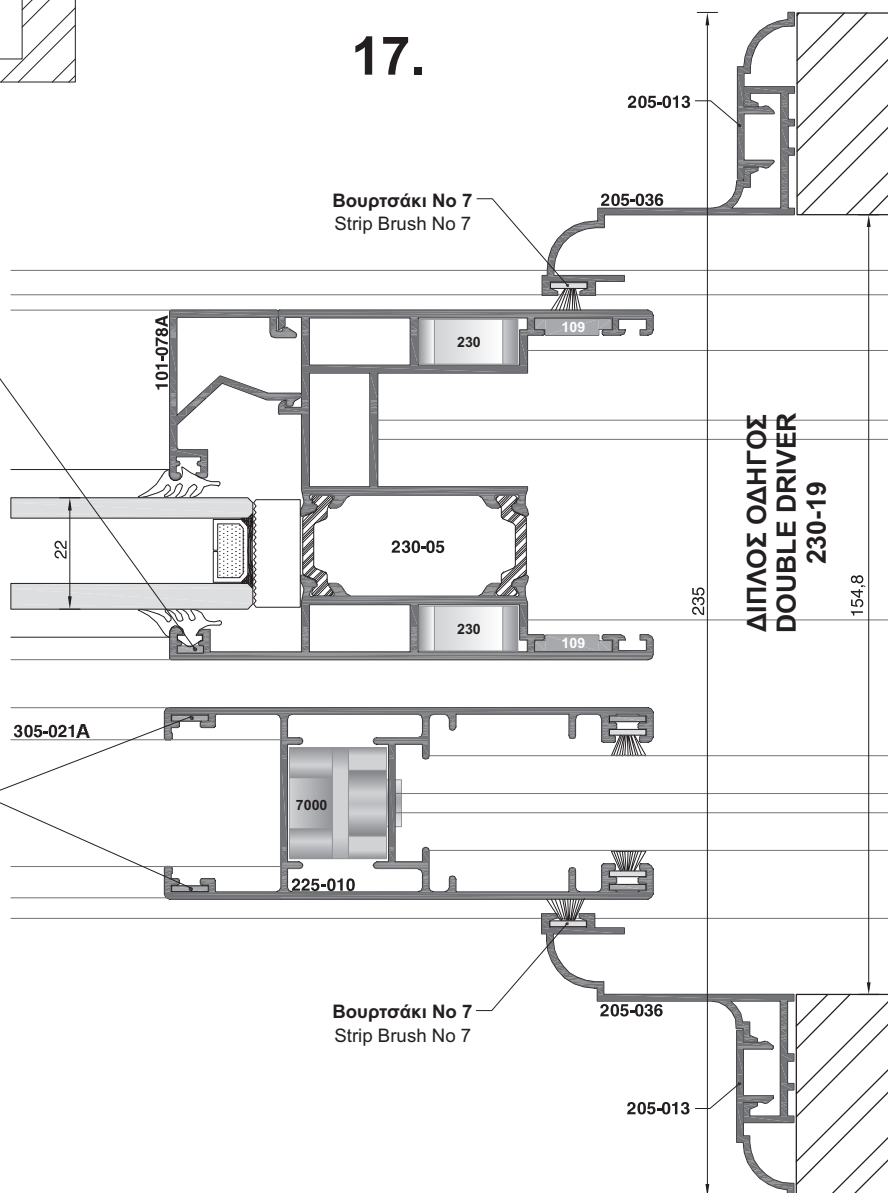 17.
205-013
Βουρτσάκι No 7
Strip Brush No 7
205-036
101-078A
230
109
22
230-05
230
109
ΔΙΠΛΟΣ ΟΔΗΓΟΣ
DOUBLE DRIVER
230-19
235
154,8
305-021A
7000
225-010
Βουρτσάκι No 7
Strip Brush No 7
205-036
205-013